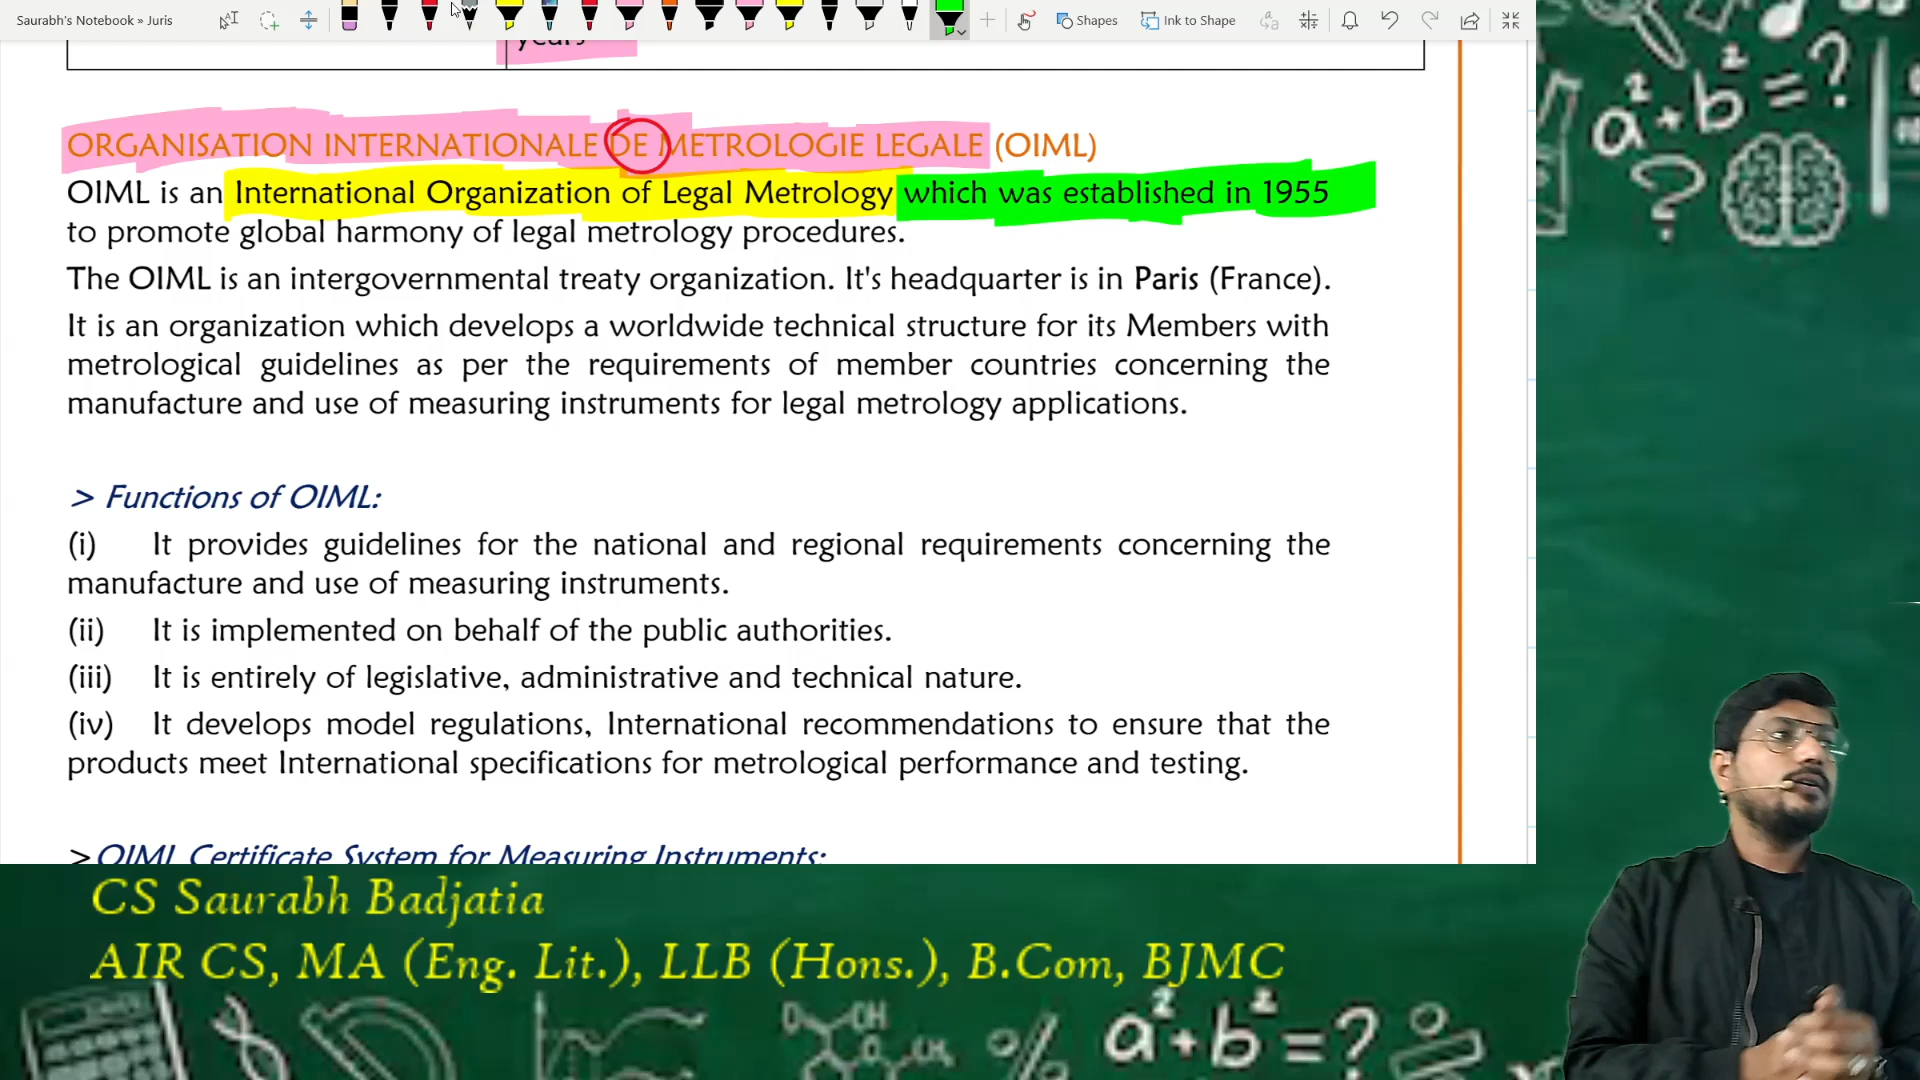 Saurabh's Notebook » Juris
Shapes
Ink to Shape
years
ORGANISATION INTERNATIONALE DE METROLOGIE LEGALE (OIML)
OIML is an International Organization of Legal Metrology which was established in 1955
to promote global harmony of legal metrology procedures.
The OIML is an intergovernmental treaty organization. It's headquarter is in Paris (France).
It is an organization which develops a worldwide technical structure for its Members with
metrological guidelines as per the requirements of member countries concerning the
manufacture and use of measuring instruments for legal metrology applications.
> Functions of OIML:
(i) It provides guidelines for the national and regional requirements concerning the
manufacture and use of measuring instruments.
(ii) It is implemented on behalf of the public authorities.
(iii) It is entirely of legislative, administrative and technical nature.
(iv) It develops model regulations, International recommendations to ensure that the
products meet International specifications for metrological performance and testing.
>OIML Certificate System for Measuring Instruments:
CS Saurabh Badjatia
AIR CS, MA (Eng. Lit.), LLB (Hons.), B.Com, BJMC
a²+b²=?
a²+b²=?
?
OH
%